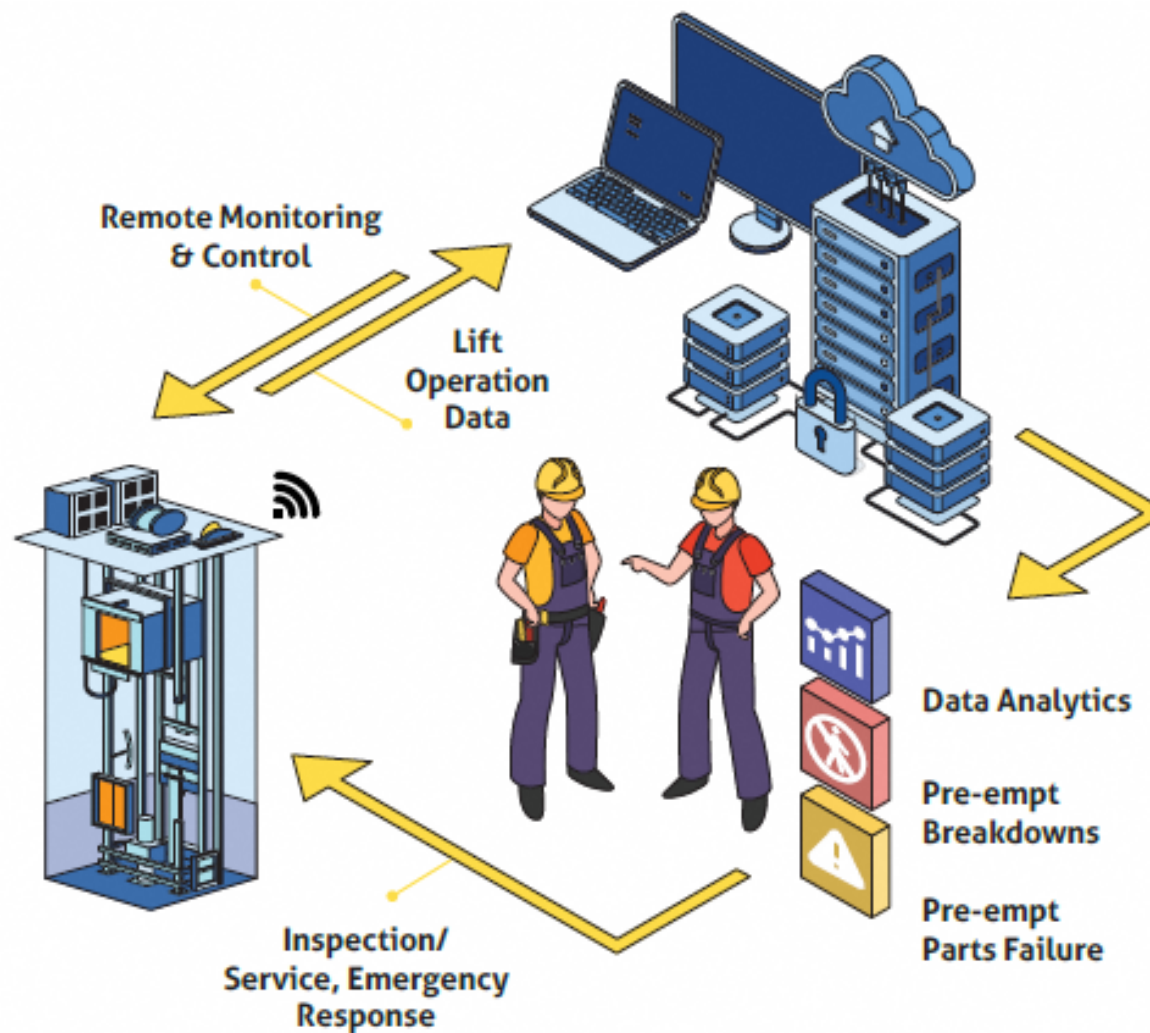 Remote Monitoring
& Control
Lift
Operation
Data
Data Analytics
Pre-empt
Breakdowns
Pre-empt
Parts Failure
Inspection/
Service, Emergency
Response